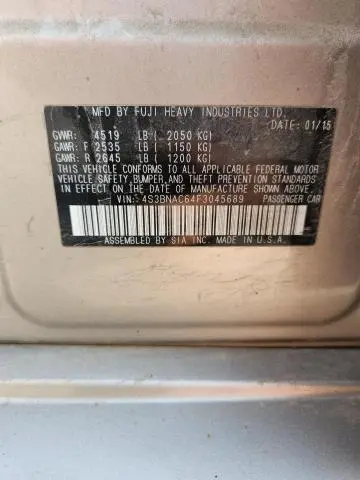 MFD BY FUJI HEAVY INDUSTRIES LTD.
DATE: 01/15
GVWR: 4519 LB ( 2050 KG)
GAWR: F 2535 LB ( 1150 KG)
GAWR: R 2645 LB ( 1200 KG)
THIS VEHICLE CONFORMS TO ALL APPLICABLE FEDERAL MOTOR
VEHICLE SAFETY, BUMPER, AND THEFT PREVENTION STANDARDS
IN EFFECT ON THE DATE OF MANUFACTURE SHOWN ABOVE.
VIN: 4S3BNAC64F3045689 PASSENGER CAR
ASSEMBLED BY SIA INC. MADE IN U.S.A.